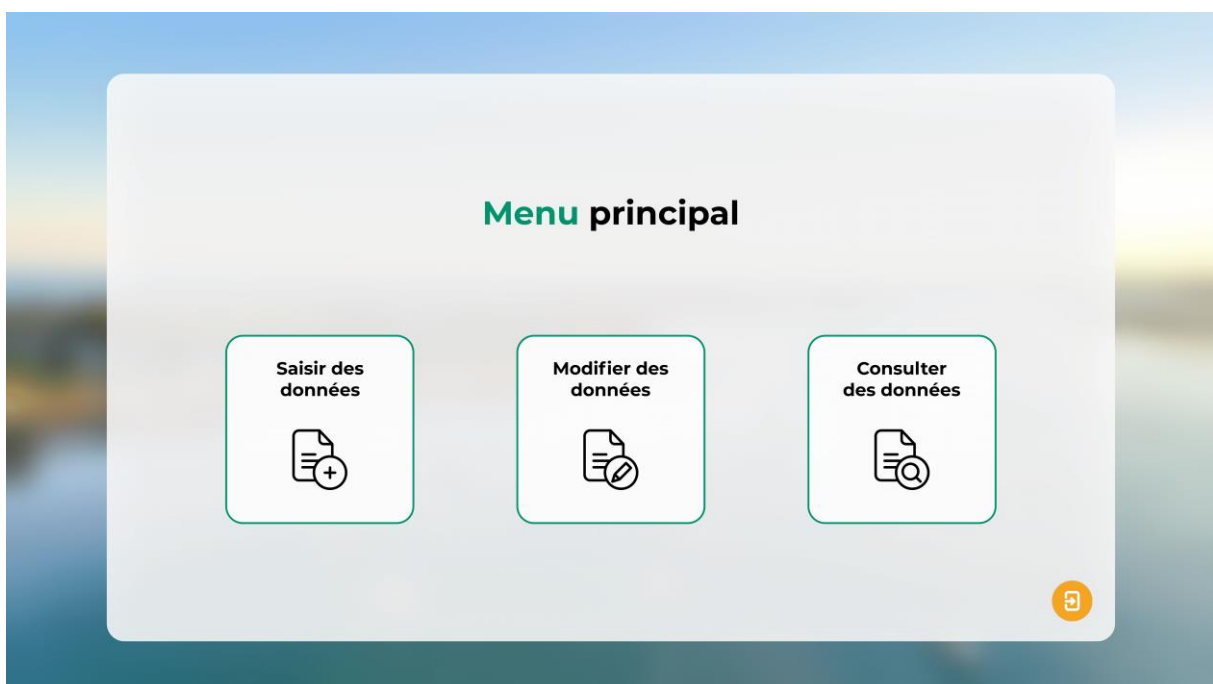 Menu principal
Saisir des
données
Modifier des
données
Consulter
des données